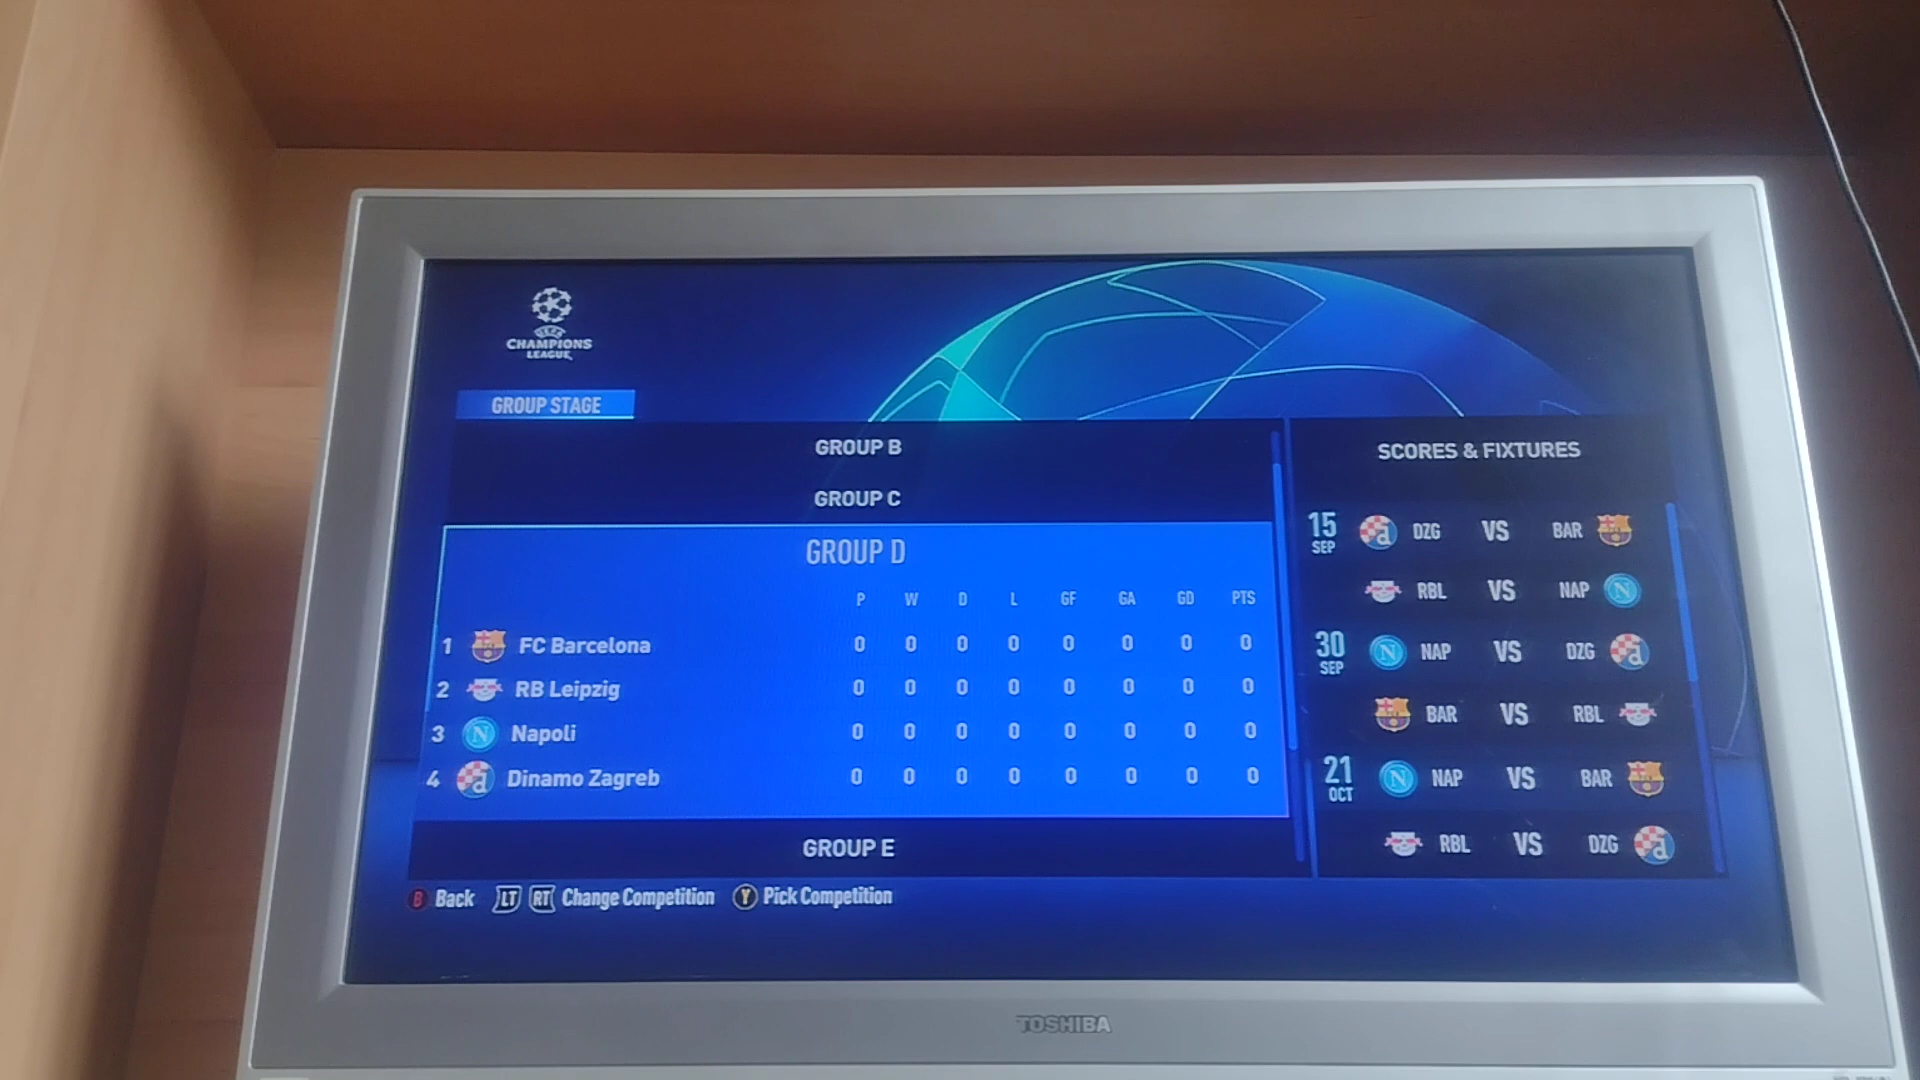 UEFA
CHAMPIONS
LEAGUE
GROUP STAGE
GROUP B
GROUP C
GROUP D
P W D L GF GA GD PTS
1 FC Barcelona 0 0 0 0 0 0 0 0
2 RB Leipzig 0 0 0 0 0 0 0 0
3 N Napoli 0 0 0 0 0 0 0 0
4 d Dinamo Zagreb 0 0 0 0 0 0 0 0
GROUP E
SCORES & FIXTURES
15 SEP d DZG VS BAR
RBL VS NAP N
30 SEP N NAP VS DZG d
BAR VS RBL
21 OCT N NAP VS BAR
RBL VS DZG d
B Back LT RT Change Competition Y Pick Competition
TOSHIBA